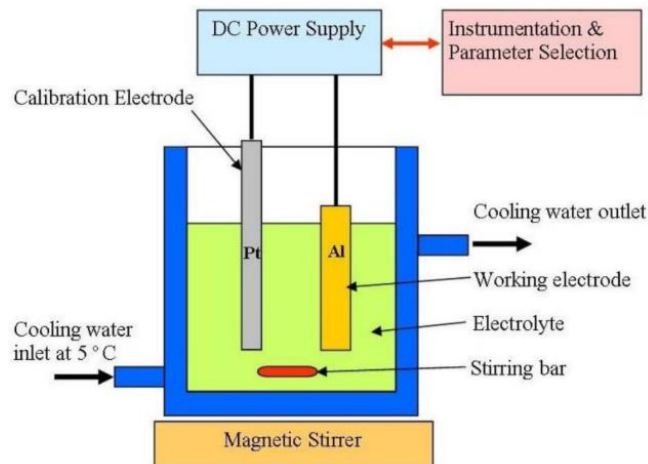 DC Power Supply
Instrumentation &
Parameter Selection
Calibration Electrode
Cooling water outlet
Pt
Al
Working electrode
Electrolyte
Cooling water
inlet at 5 °C
Stirring bar
Magnetic Stirrer